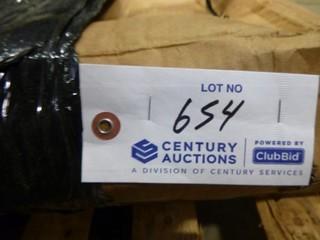 LOT NO
654
CENTURY
AUCTIONS
POWERED BY
ClubBid
A DIVISION OF CENTURY SERVICES